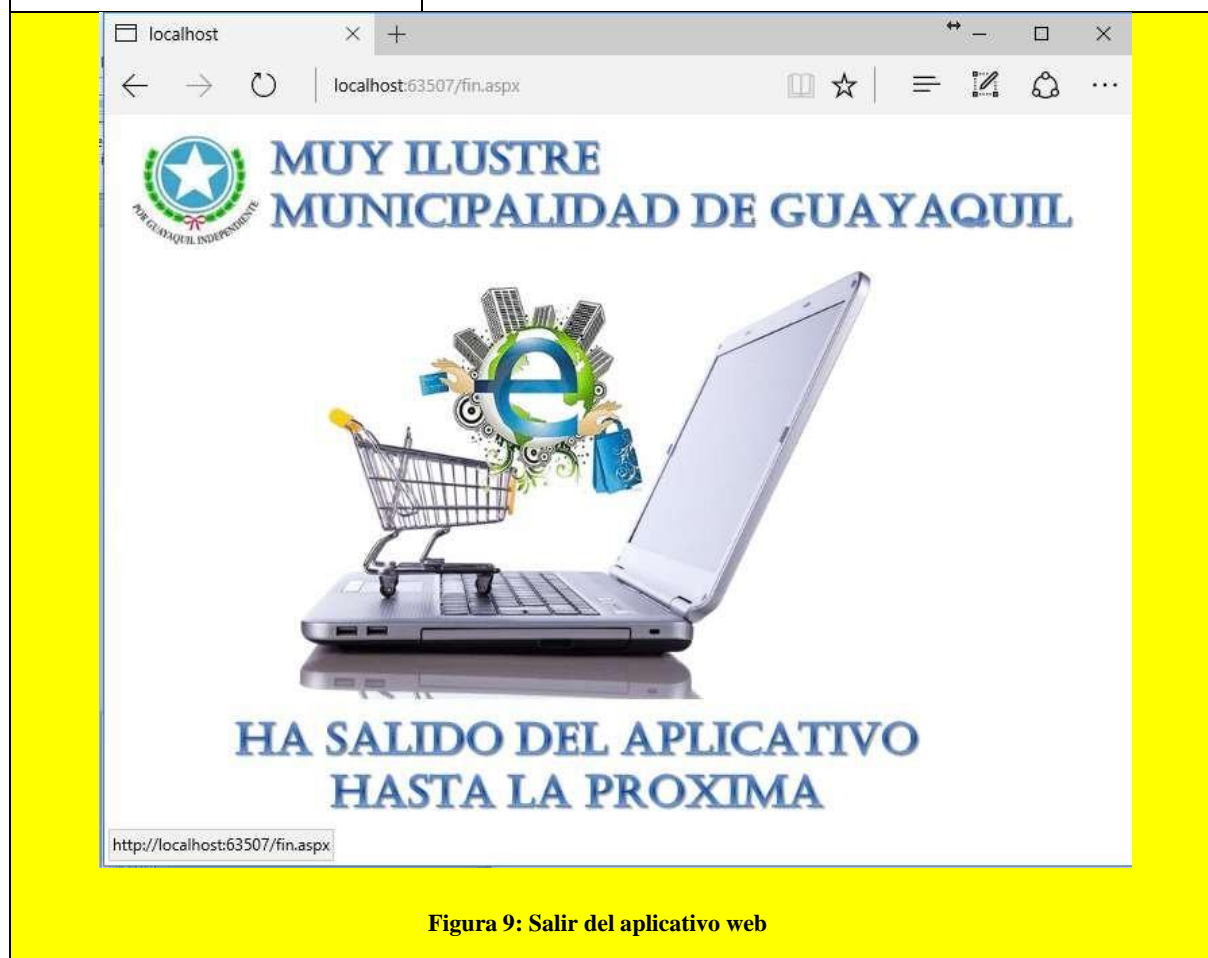 localhost
localhost:63507/fin.aspx
MUY ILUSTRE
MUNICIPALIDAD DE GUAYAQUIL
POR GUAYAQUIL INDEPENDIENTE
e
HA SALIDO DEL APLICATIVO
HASTA LA PROXIMA
http://localhost:63507/fin.aspx
Figura 9: Salir del aplicativo web